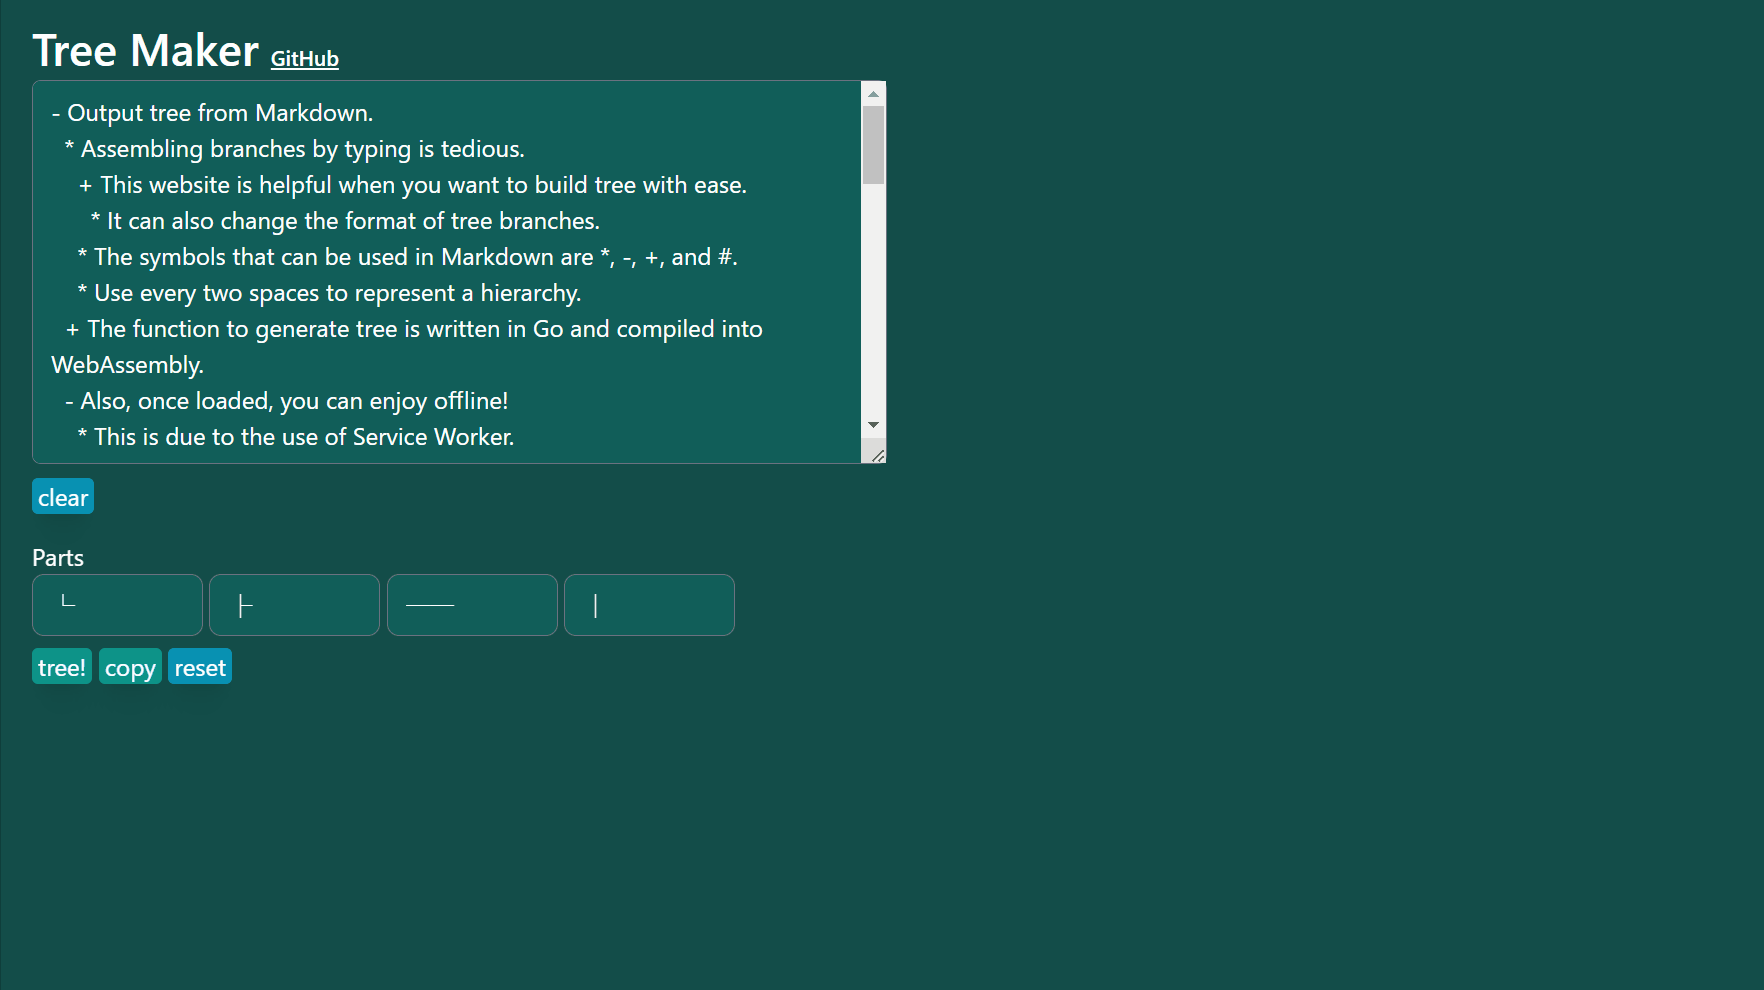 Tree Maker GitHub
- Output tree from Markdown.
  * Assembling branches by typing is tedious.
    + This website is helpful when you want to build tree with ease.
      * It can also change the format of tree branches.
    * The symbols that can be used in Markdown are *, -, +, and #.
    * Use every two spaces to represent a hierarchy.
  + The function to generate tree is written in Go and compiled into
WebAssembly.
  - Also, once loaded, you can enjoy offline!
    * This is due to the use of Service Worker.
clear
Parts
└ ├ ── │
tree! copy reset